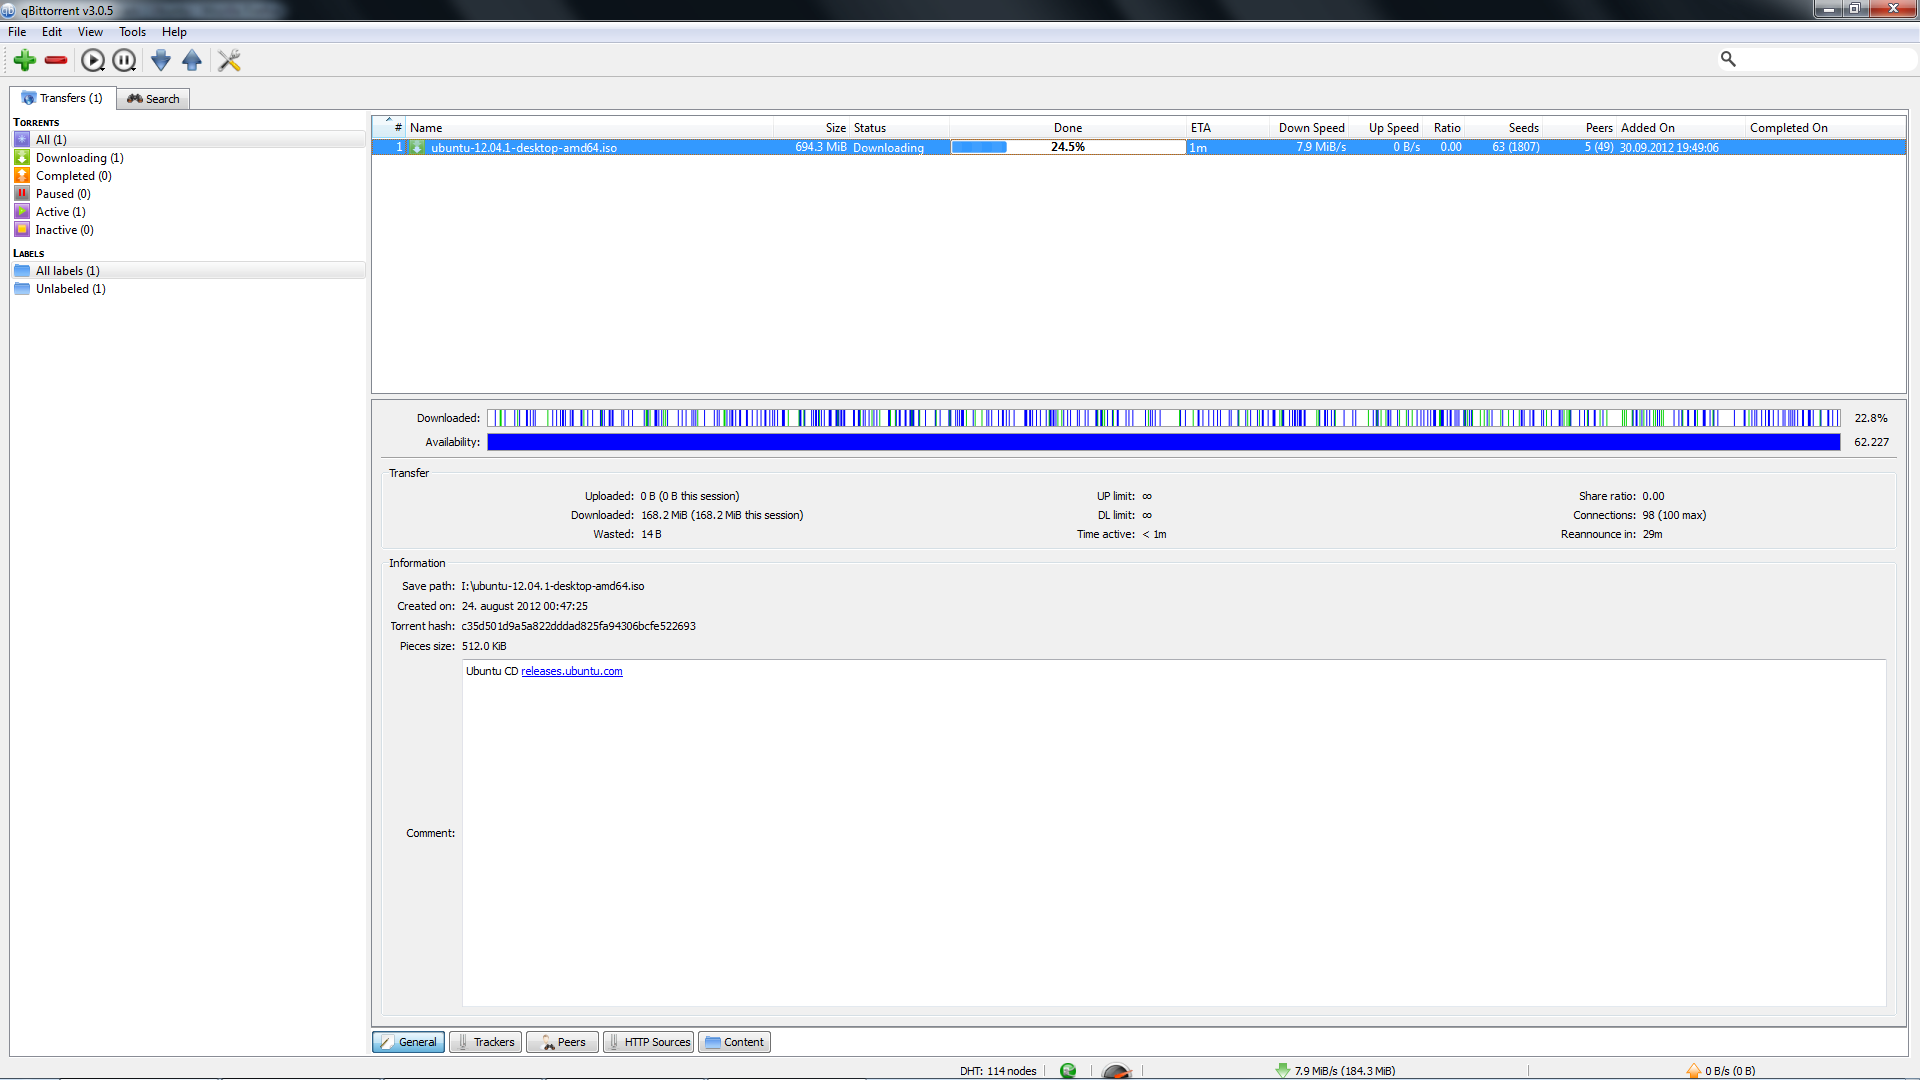 qBittorrent v3.0.5
File Edit View Tools Help
Transfers (1) Search
TORRENTS
All (1)
Downloading (1)
Completed (0)
Paused (0)
Active (1)
Inactive (0)
LABELS
All labels (1)
Unlabeled (1)
# Name Size Status Done ETA Down Speed Up Speed Ratio Seeds Peers Added On Completed On
1 ubuntu-12.04.1-desktop-amd64.iso 694.3 MiB Downloading 24.5% 1m 7.9 MiB/s 0 B/s 0.00 63 (1807) 5 (49) 30.09.2012 19:49:06
Downloaded: 22.8%
Availability: 62.227
Transfer
Uploaded: 0 B (0 B this session) UP limit: ∞ Share ratio: 0.00
Downloaded: 168.2 MiB (168.2 MiB this session) DL limit: ∞ Connections: 98 (100 max)
Wasted: 14 B Time active: < 1m Reannounce in: 29m
Information
Save path: I:\ubuntu-12.04.1-desktop-amd64.iso
Created on: 24. august 2012 00:47:25
Torrent hash: c35d501d9a5a822dddad825fa94306bcfe522693
Pieces size: 512.0 KiB
Ubuntu CD releases.ubuntu.com
Comment:
General Trackers Peers HTTP Sources Content
DHT: 114 nodes 7.9 MiB/s (184.3 MiB) 0 B/s (0 B)